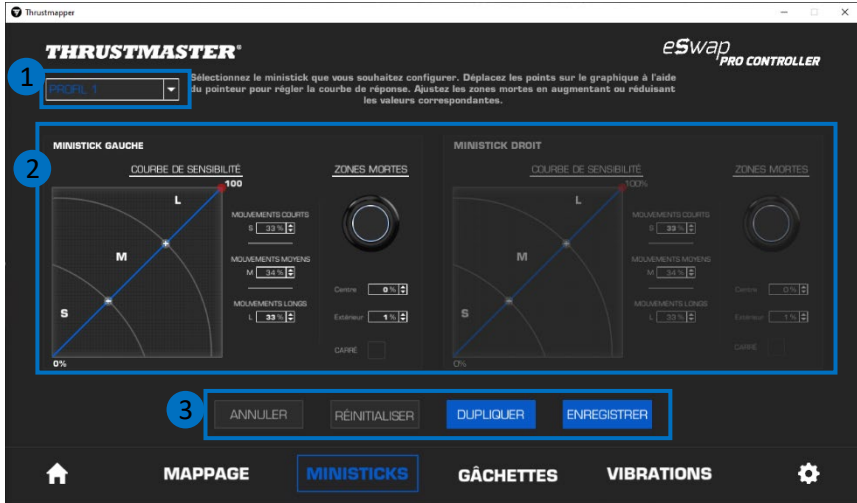 Thrustmapper
THRUSTMASTER®
eSwap
PRO CONTROLLER
1
PROFIL 1
Sélectionnez le ministick que vous souhaitez configurer. Déplacez les points sur le graphique à l'aide
du pointeur pour régler la courbe de réponse. Ajustez les zones mortes en augmentant ou réduisant
les valeurs correspondantes.
2
MINISTICK GAUCHE
COURBE DE SENSIBILITÉ
ZONES MORTES
100
L
MOUVEMENTS COURTS
S 33 %
M
MOUVEMENTS MOYENS
M 34 %
Centre 0 %
MOUVEMENTS LONGS
S
L 33 %
Extérieur 1 %
CARRÉ
0%
MINISTICK DROIT
COURBE DE SENSIBILITÉ
ZONES MORTES
100%
L
MOUVEMENTS COURTS
S 33 %
M
MOUVEMENTS MOYENS
M 34 %
Centre 0 %
MOUVEMENTS LONGS
S
L 33 %
Extérieur 1 %
CARRÉ
0%
3
ANNULER
RÉINITIALISER
DUPLIQUER
ENREGISTRER
MAPPAGE
MINISTICKS
GÂCHETTES
VIBRATIONS